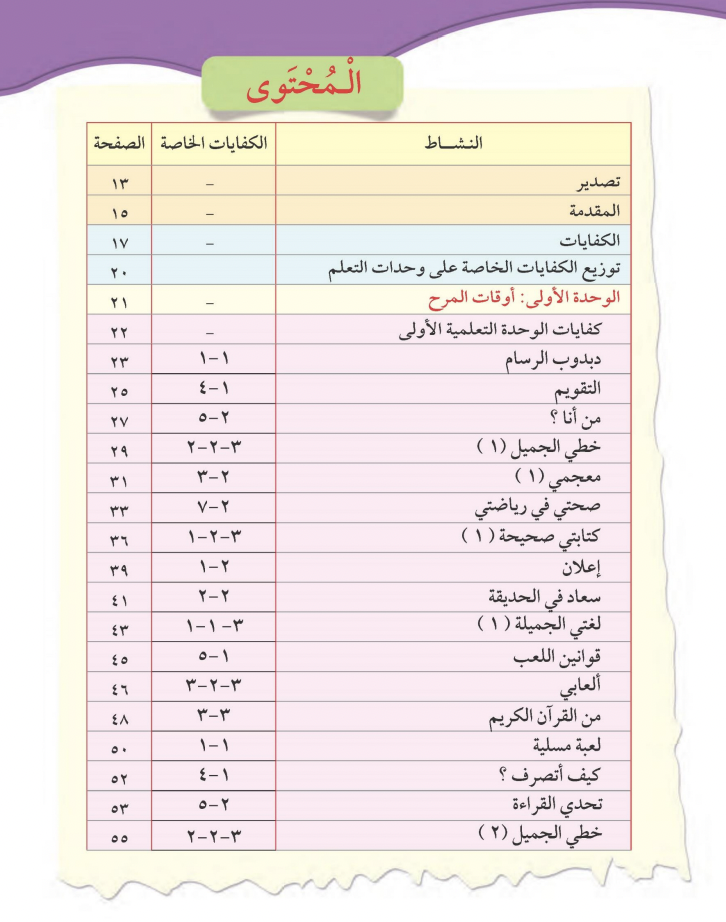 الْمُحْتَوى
النشـــاط الكفايات الخاصة الصفحة
تصدير – ١٣
المقدمة – ١٥
الكفايات – ١٧
توزيع الكفايات الخاصة على وحدات التعلم ٢٠
الوحدة الأولى: أوقات المرح – ٢١
كفايات الوحدة التعلمية الأولى – ٢٢
دبدوب الرسام ١-١ ٢٣
التقويم ١-٤ ٢٥
من أنا ؟ ٢-٥ ٢٧
خطي الجميل (١) ٣-٢-٢ ٢٩
معجمي (١) ٢-٣ ٣١
صحتي في رياضتي ٢-٧ ٣٣
كتابتي صحيحة (١) ٣-٢-١ ٣٦
إعلان ٢-١ ٣٩
سعاد في الحديقة ٢-٢ ٤١
لغتي الجميلة (١) ٣-١-١ ٤٣
قوانين اللعب ١-٥ ٤٥
ألعابي ٣-٢-٣ ٤٦
من القرآن الكريم ٣-٣ ٤٨
لعبة مسلية ١-١ ٥٠
كيف أتصرف ؟ ١-٤ ٥٢
تحدي القراءة ٢-٥ ٥٣
خطي الجميل (٢) ٣-٢-٢ ٥٥